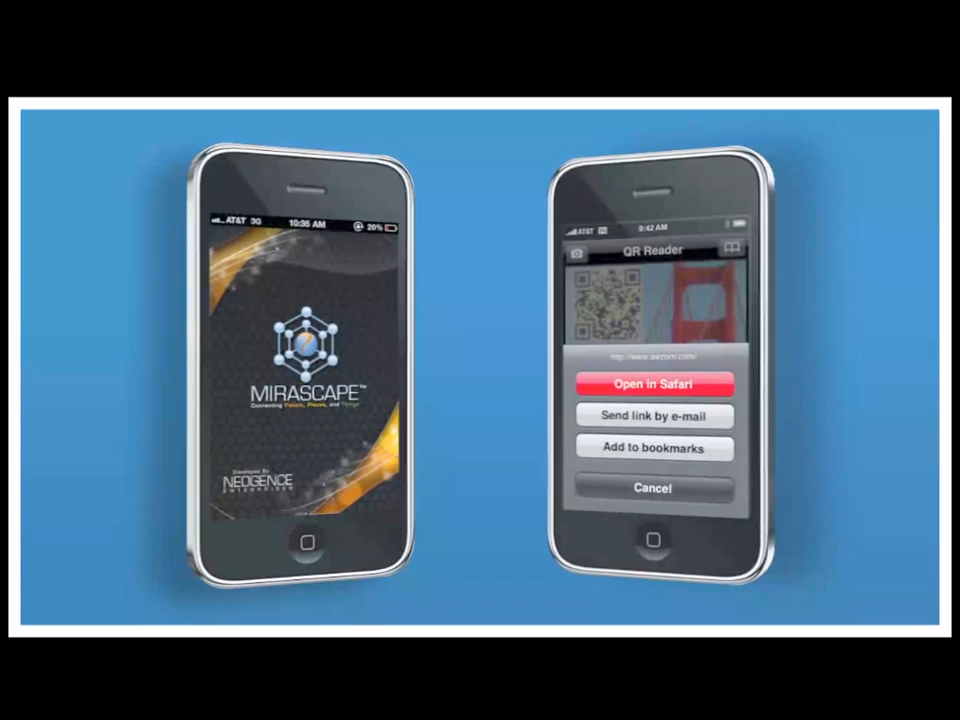 AT&T 3G 10:35 AM 20%
MIRASCAPE™
Connecting People, Places, and Things
Developed By
NEOGENCE
ENTERPRISES
AT&T 9:42 AM
QR Reader
http://www.awzom.com/
Open in Safari
Send link by e-mail
Add to bookmarks
Cancel